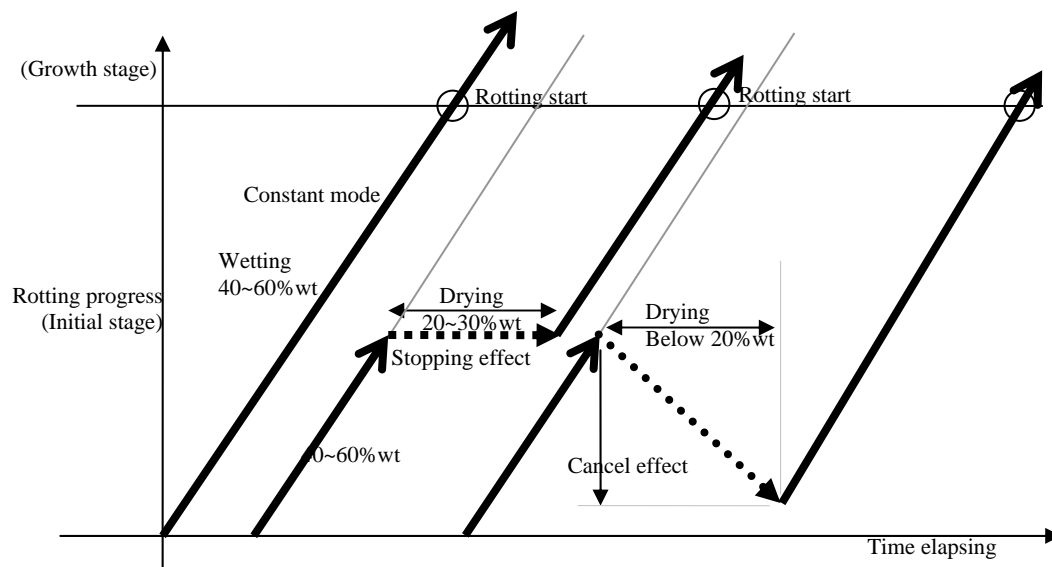 (Growth stage)
Rotting start
Rotting start
Constant mode
Wetting
40~60%wt
Rotting progress
(Initial stage)
Drying
20~30%wt
Stopping effect
Drying
Below 20%wt
0~60%wt
Cancel effect
Time elapsing